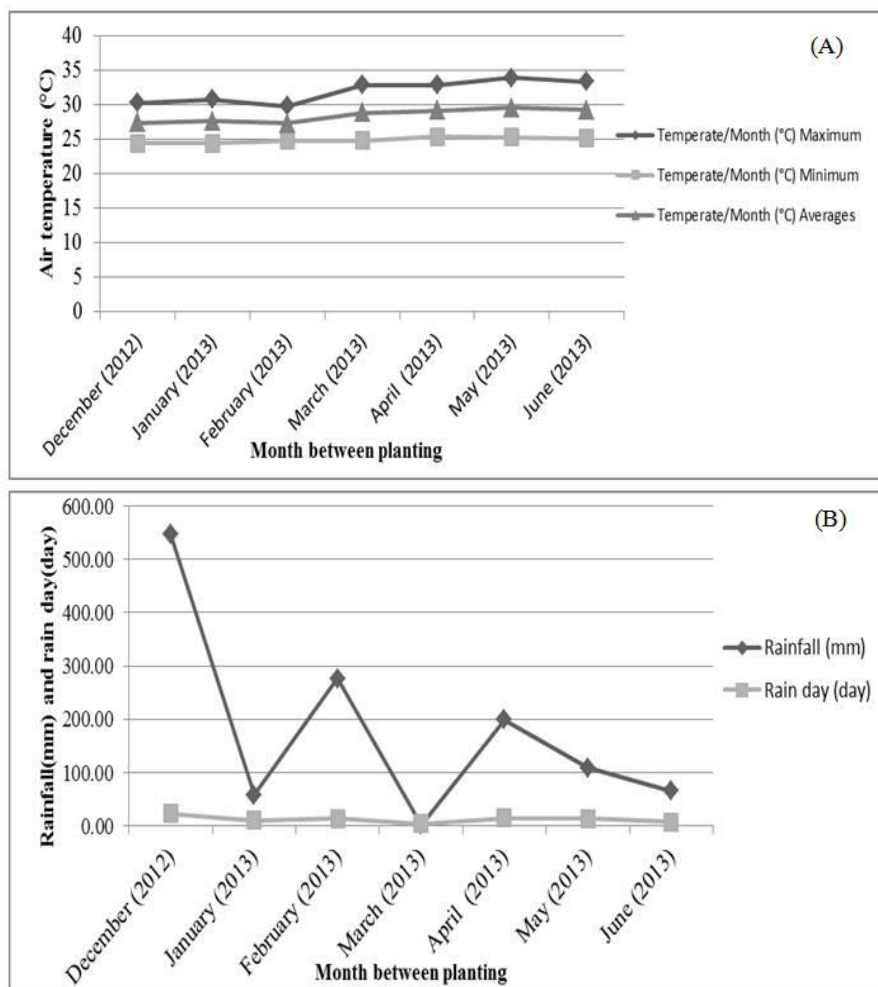 (A)
Air temperature (°C)
40
35
30
25
20
15
10
5
0
Temperate/Month (°C) Maximum
Temperate/Month (°C) Minimum
Temperate/Month (°C) Averages
December (2012)
January (2013)
February (2013)
March (2013)
April (2013)
May (2013)
June (2013)
Month between planting
(B)
Rainfall(mm) and rain day(day)
600.00
500.00
400.00
300.00
200.00
100.00
0.00
Rainfall (mm)
Rain day (day)
December (2012)
January (2013)
February (2013)
March (2013)
April (2013)
May (2013)
June (2013)
Month between planting